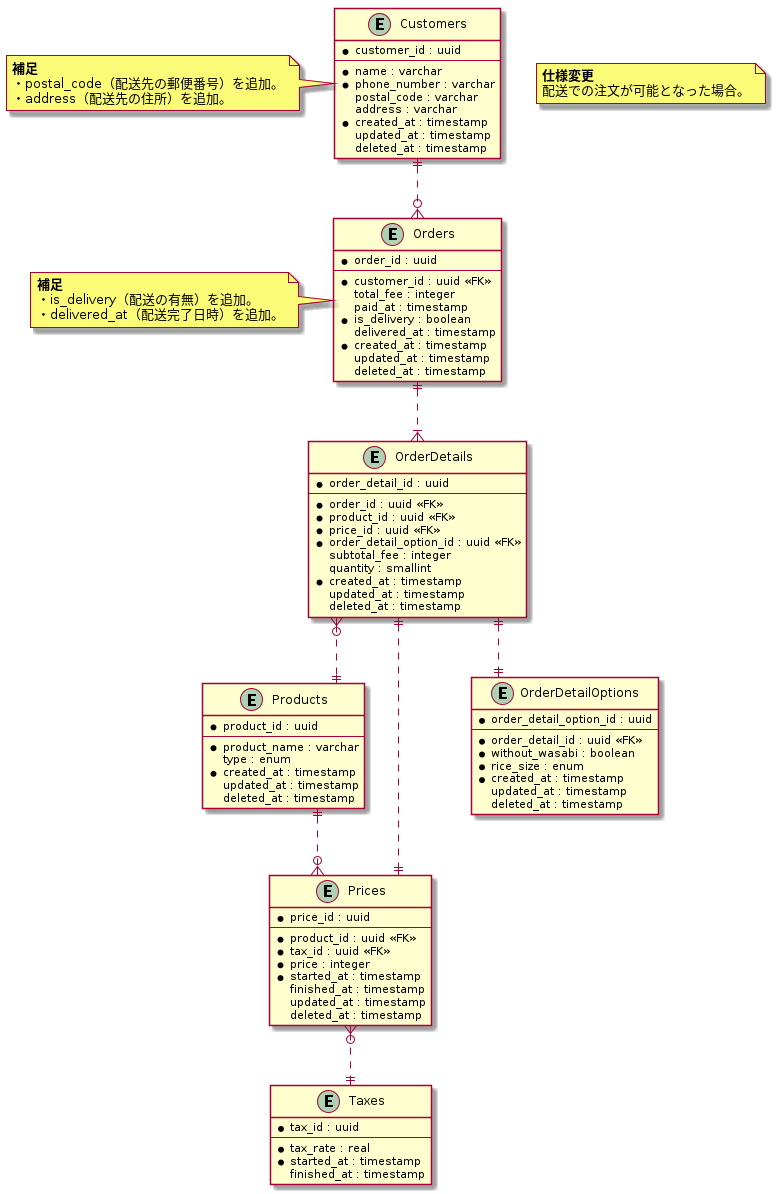 E Customers
customer_id : uuid
name : varchar
phone_number : varchar
postal_code : varchar
address : varchar
created_at : timestamp
updated_at : timestamp
deleted_at : timestamp
補足
・postal_code（配送先の郵便番号）を追加。
・address（配送先の住所）を追加。
仕様変更
配送での注文が可能となった場合。
E Orders
order_id : uuid
customer_id : uuid «FK»
total_fee : integer
paid_at : timestamp
is_delivery : boolean
delivered_at : timestamp
created_at : timestamp
updated_at : timestamp
deleted_at : timestamp
補足
・is_delivery（配送の有無）を追加。
・delivered_at（配送完了日時）を追加。
E OrderDetails
order_detail_id : uuid
order_id : uuid «FK»
product_id : uuid «FK»
price_id : uuid «FK»
order_detail_option_id : uuid «FK»
subtotal_fee : integer
quantity : smallint
created_at : timestamp
updated_at : timestamp
deleted_at : timestamp
E Products
product_id : uuid
product_name : varchar
type : enum
created_at : timestamp
updated_at : timestamp
deleted_at : timestamp
E OrderDetailOptions
order_detail_option_id : uuid
order_detail_id : uuid «FK»
without_wasabi : boolean
rice_size : enum
created_at : timestamp
updated_at : timestamp
deleted_at : timestamp
E Prices
price_id : uuid
product_id : uuid «FK»
tax_id : uuid «FK»
price : integer
started_at : timestamp
finished_at : timestamp
updated_at : timestamp
deleted_at : timestamp
E Taxes
tax_id : uuid
tax_rate : real
started_at : timestamp
finished_at : timestamp